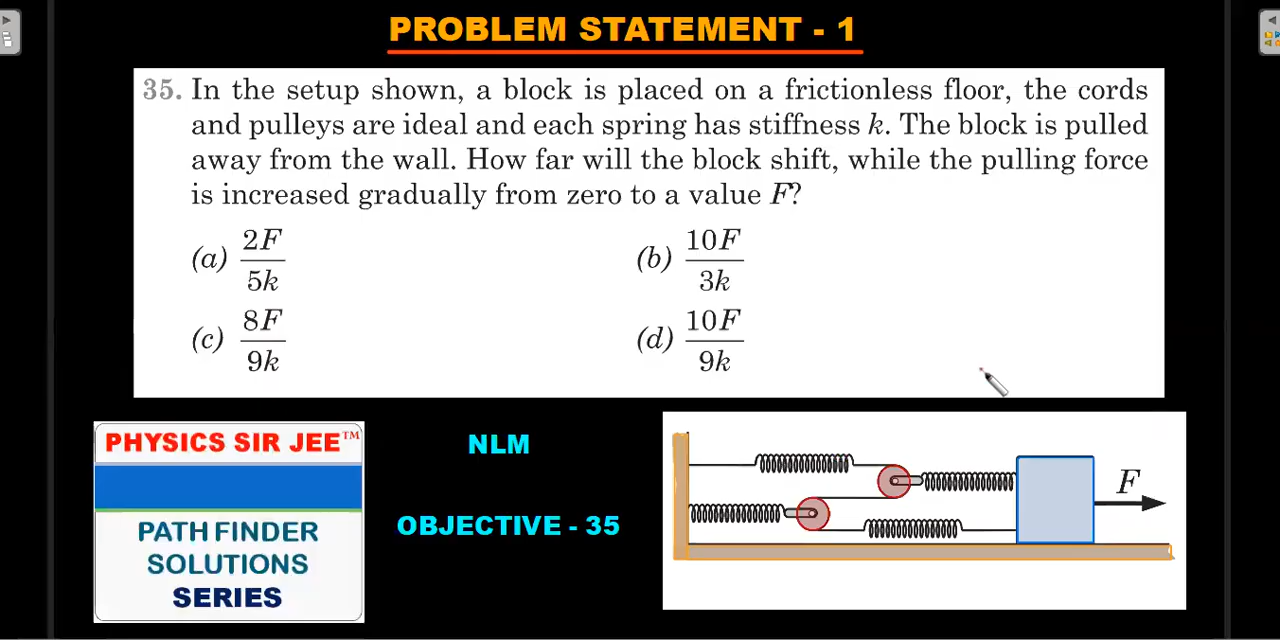 PROBLEM STATEMENT - 1
35. In the setup shown, a block is placed on a frictionless floor, the cords
and pulleys are ideal and each spring has stiffness k. The block is pulled
away from the wall. How far will the block shift, while the pulling force
is increased gradually from zero to a value F?
(a) 2F/5k
(b) 10F/3k
(c) 8F/9k
(d) 10F/9k
PHYSICS SIR JEE™
PATH FINDER
SOLUTIONS
SERIES
NLM
OBJECTIVE - 35
F